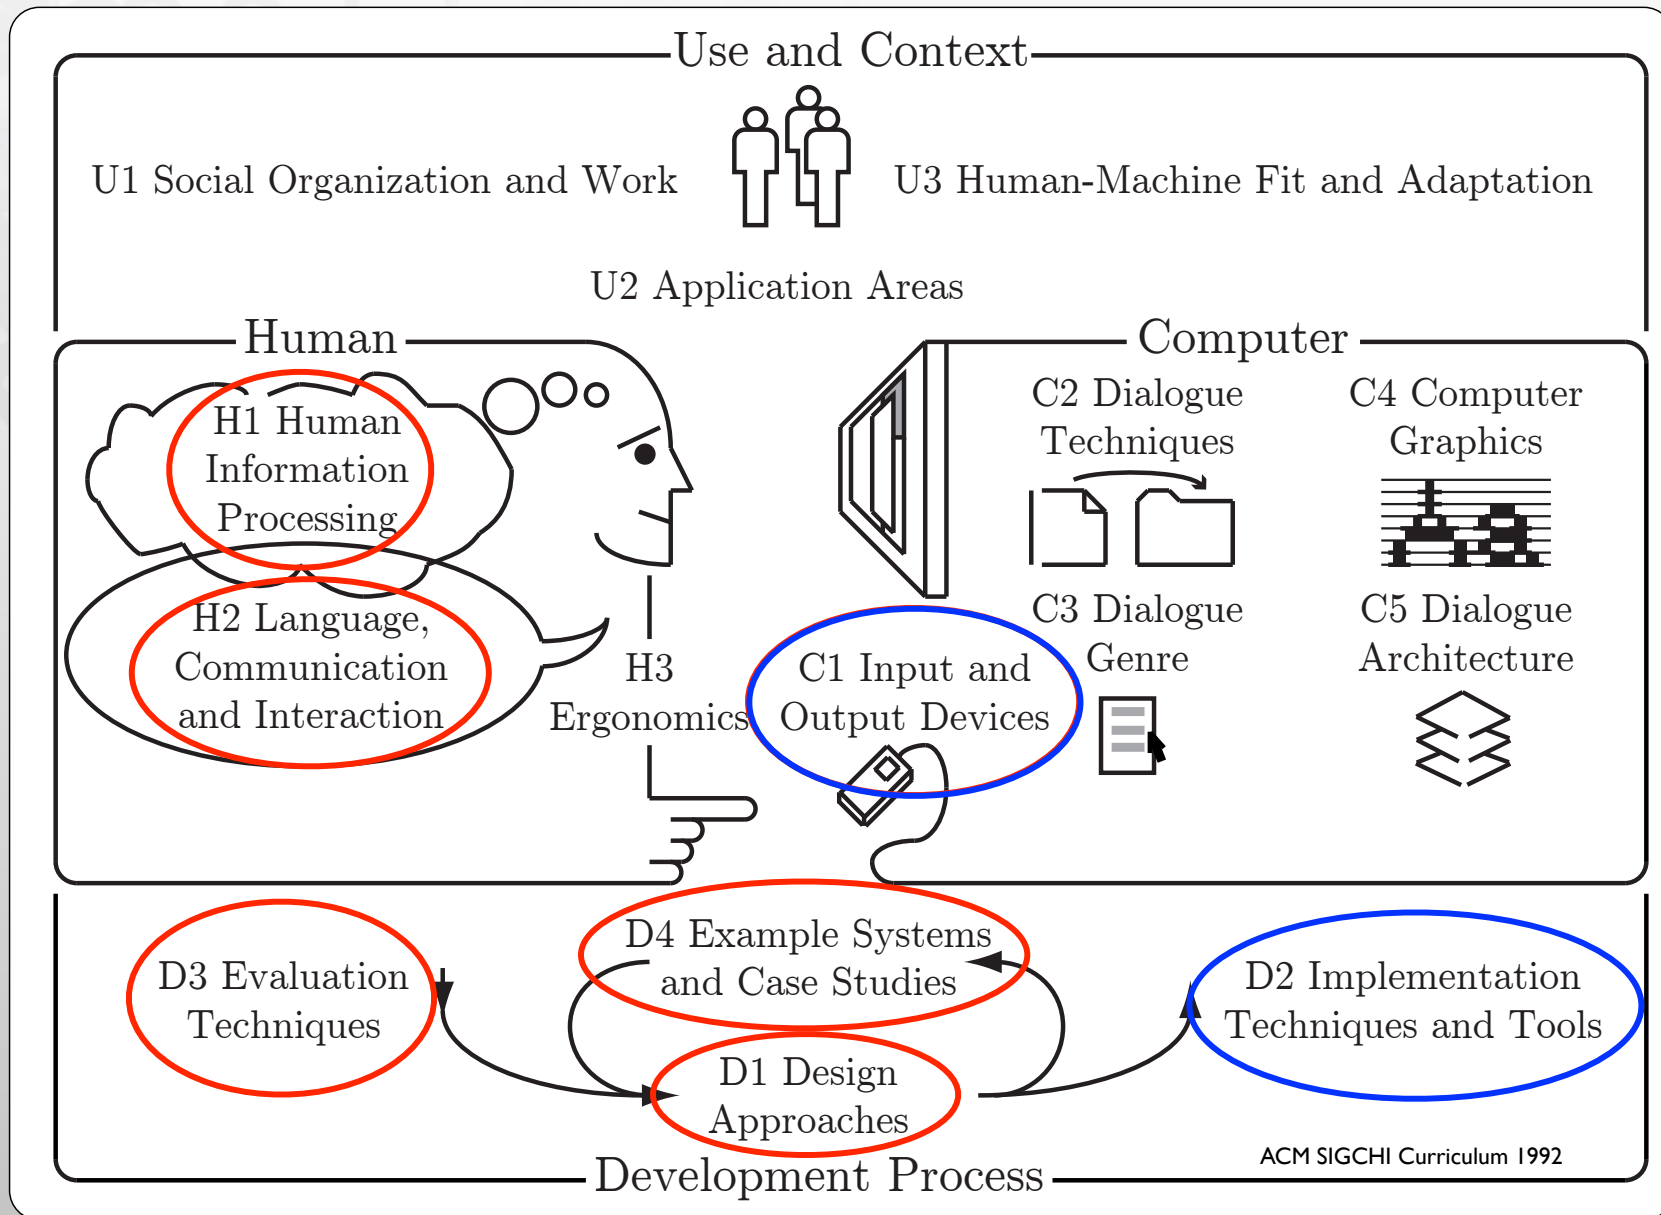 Use and Context
U1 Social Organization and Work
U3 Human-Machine Fit and Adaptation
U2 Application Areas
Human
H1 Human
Information
Processing
H2 Language,
Communication
and Interaction
H3
Ergonomics
Computer
C1 Input and
Output Devices
C2 Dialogue
Techniques
C3 Dialogue
Genre
C4 Computer
Graphics
C5 Dialogue
Architecture
D3 Evaluation
Techniques
D4 Example Systems
and Case Studies
D1 Design
Approaches
D2 Implementation
Techniques and Tools
ACM SIGCHI Curriculum 1992
Development Process